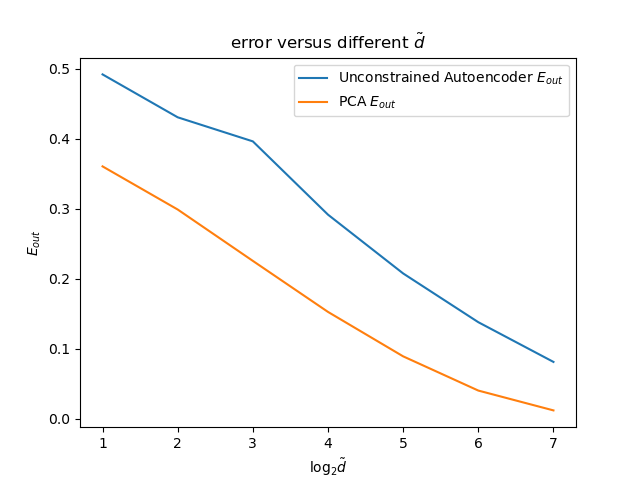 error versus different d̃
Unconstrained Autoencoder E_out
PCA E_out
E_out
0.5
0.4
0.3
0.2
0.1
0.0
1 2 3 4 5 6 7
log₂d̃